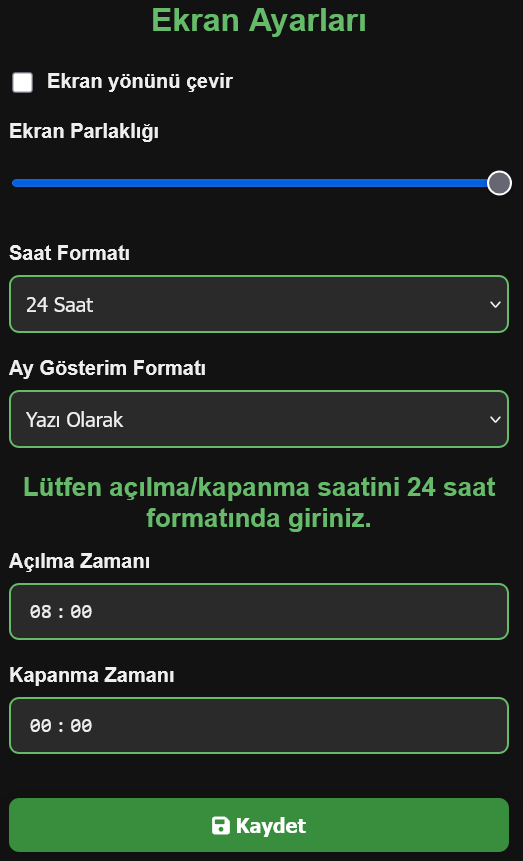 Ekran Ayarları
Ekran yönünü çevir
Ekran Parlaklığı
Saat Formatı
24 Saat
Ay Gösterim Formatı
Yazı Olarak
Lütfen açılma/kapanma saatini 24 saat
formatında giriniz.
Açılma Zamanı
08 : 00
Kapanma Zamanı
00 : 00
Kaydet